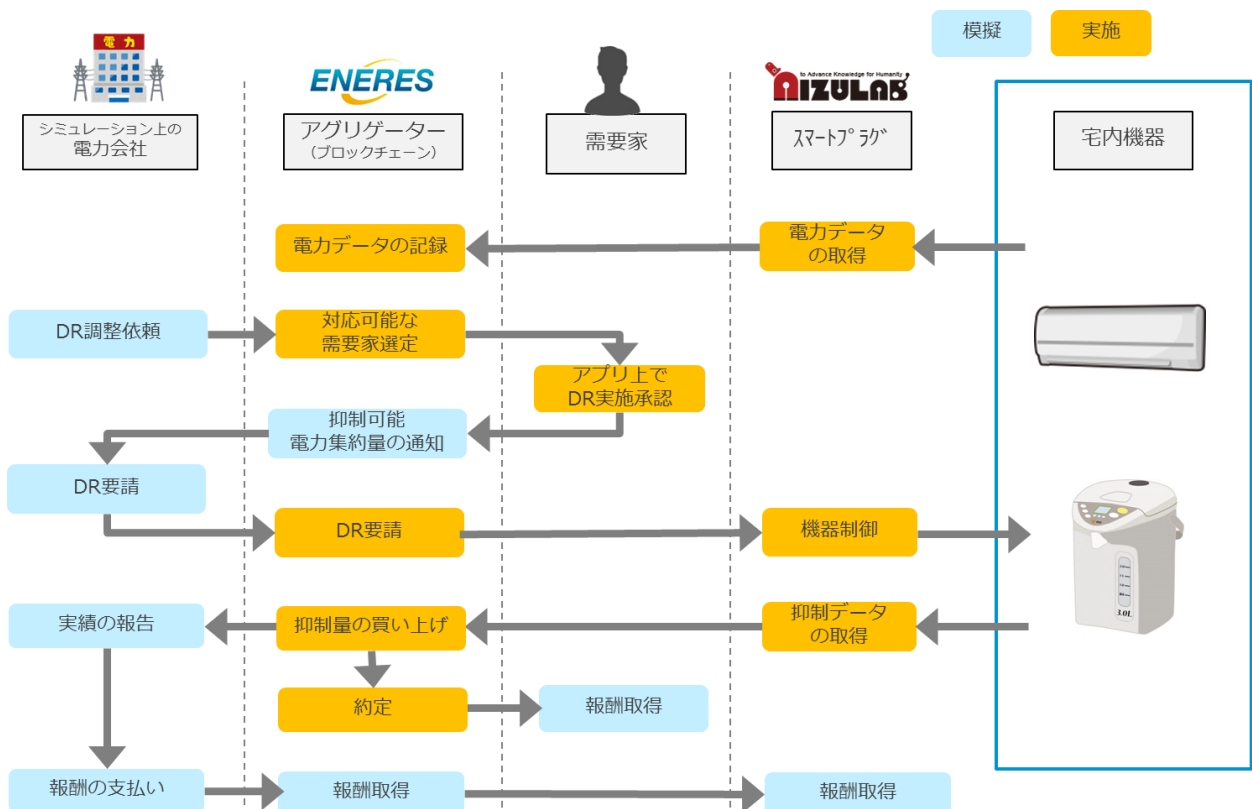 模擬
実施
電力
ENERES
to Advance Knowledge for Humanity
AIZULAB
シミュレーション上の
電力会社
アグリゲーター
(ブロックチェーン)
需要家
ｽﾏｰﾄﾌﾟﾗｸﾞ
宅内機器
電力データの記録
電力データ
の取得
DR調整依頼
対応可能な
需要家選定
アプリ上で
DR実施承認
抑制可能
電力集約量の通知
DR要請
DR要請
機器制御
実績の報告
抑制量の買い上げ
抑制データ
の取得
約定
報酬取得
報酬の支払い
報酬取得
報酬取得
3.0L